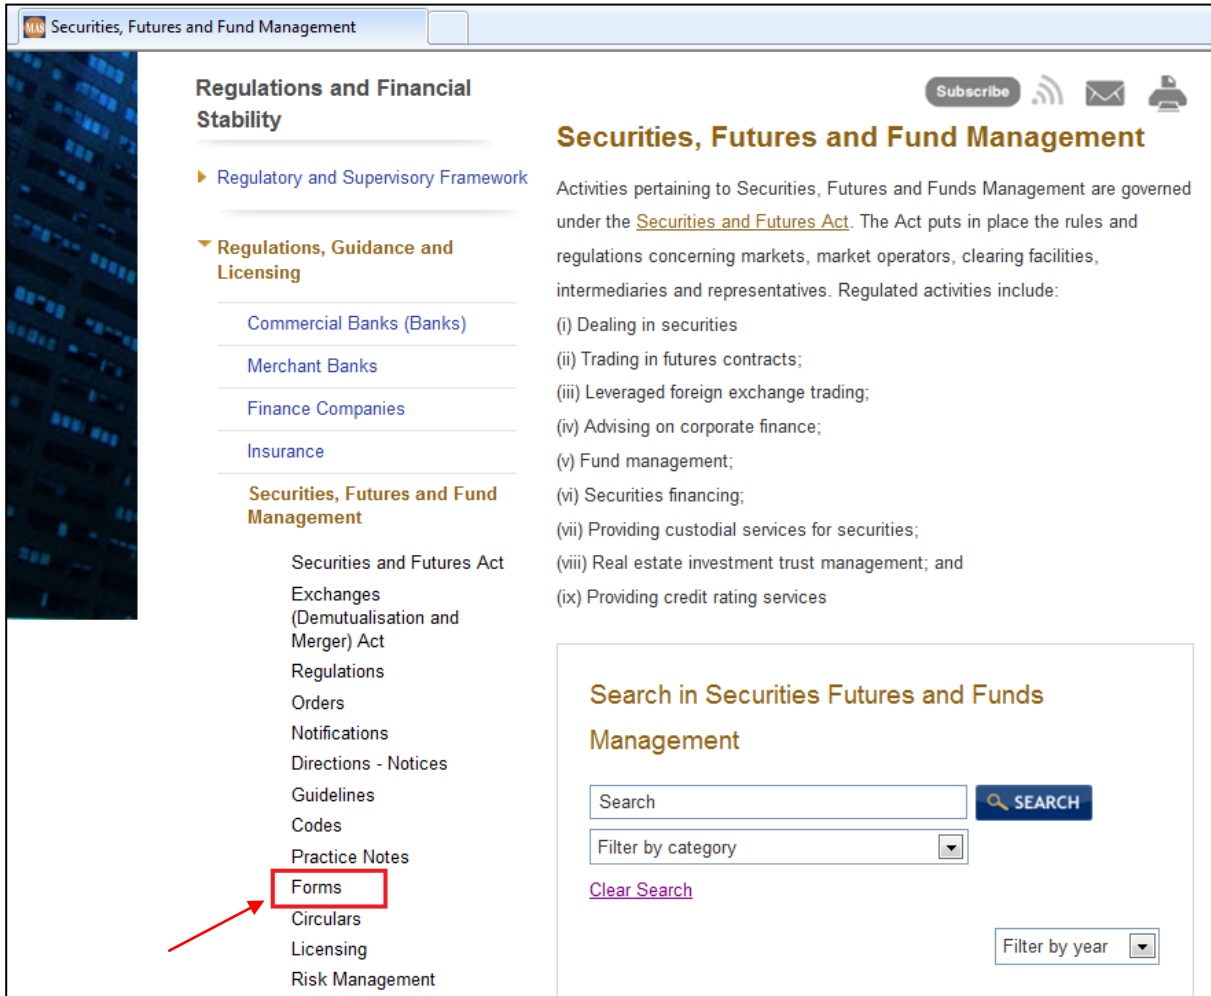 MAS Securities, Futures and Fund Management
Regulations and Financial
Stability
Regulatory and Supervisory Framework
Regulations, Guidance and
Licensing
Commercial Banks (Banks)
Merchant Banks
Finance Companies
Insurance
Securities, Futures and Fund
Management
Securities and Futures Act
Exchanges
(Demutualisation and
Merger) Act
Regulations
Orders
Notifications
Directions - Notices
Guidelines
Codes
Practice Notes
Forms
Circulars
Licensing
Risk Management
Subscribe
Securities, Futures and Fund Management
Activities pertaining to Securities, Futures and Funds Management are governed
under the Securities and Futures Act. The Act puts in place the rules and
regulations concerning markets, market operators, clearing facilities,
intermediaries and representatives. Regulated activities include:
(i) Dealing in securities
(ii) Trading in futures contracts;
(iii) Leveraged foreign exchange trading;
(iv) Advising on corporate finance;
(v) Fund management;
(vi) Securities financing;
(vii) Providing custodial services for securities;
(viii) Real estate investment trust management; and
(ix) Providing credit rating services
Search in Securities Futures and Funds
Management
Search
SEARCH
Filter by category
Clear Search
Filter by year